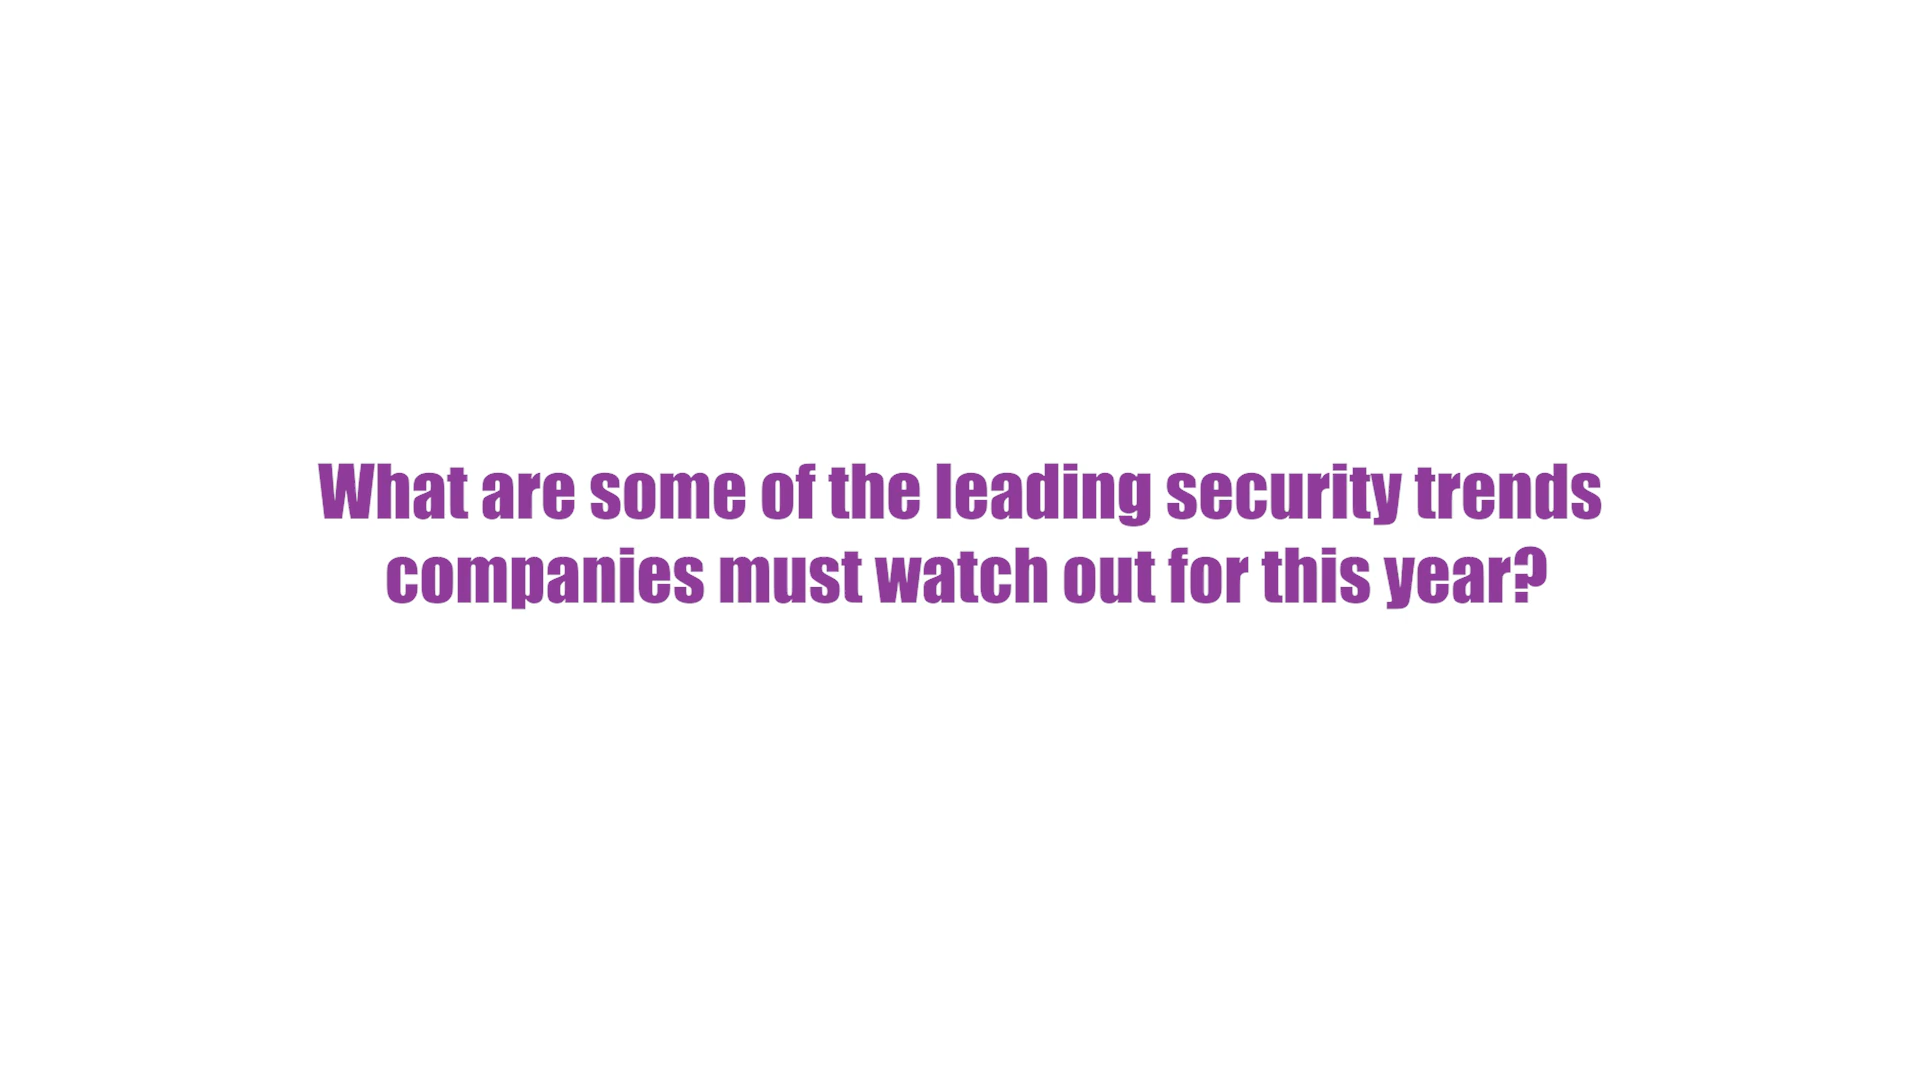 What are some of the leading security trends
companies must watch out for this year?